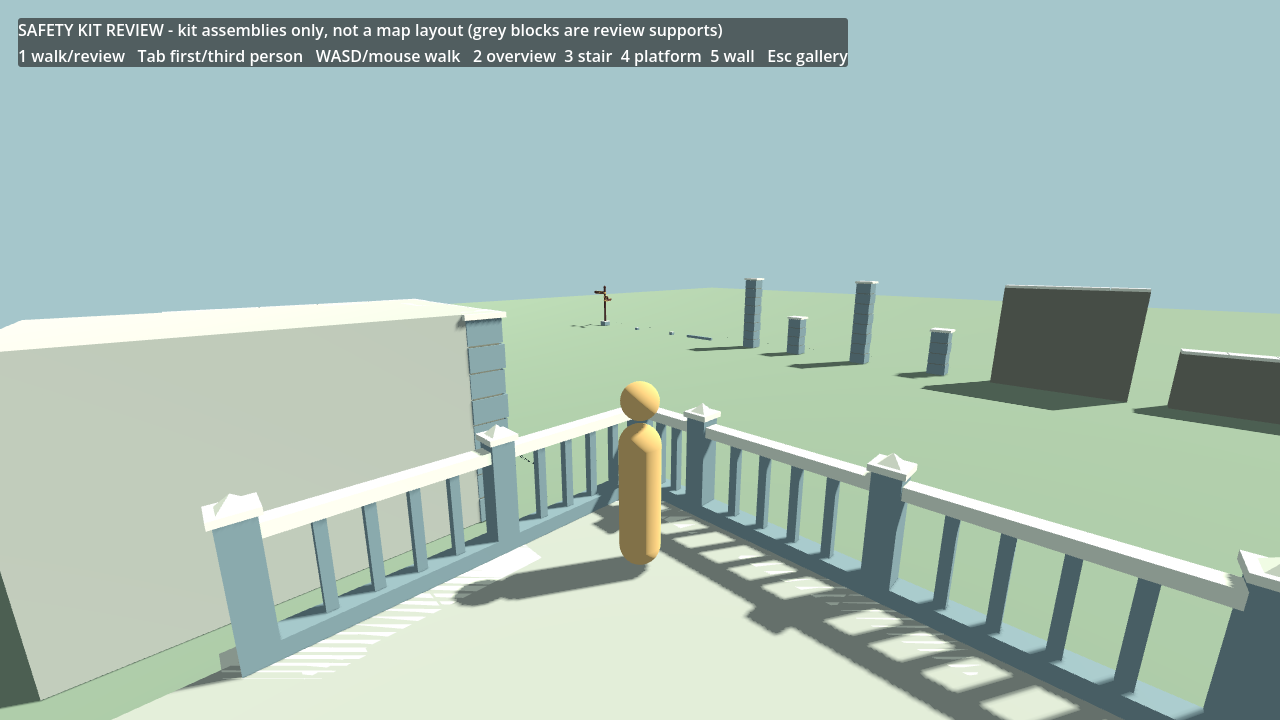 SAFETY KIT REVIEW - kit assemblies only, not a map layout (grey blocks are review supports)
1 walk/review   Tab first/third person   WASD/mouse walk   2 overview  3 stair  4 platform  5 wall   Esc gallery